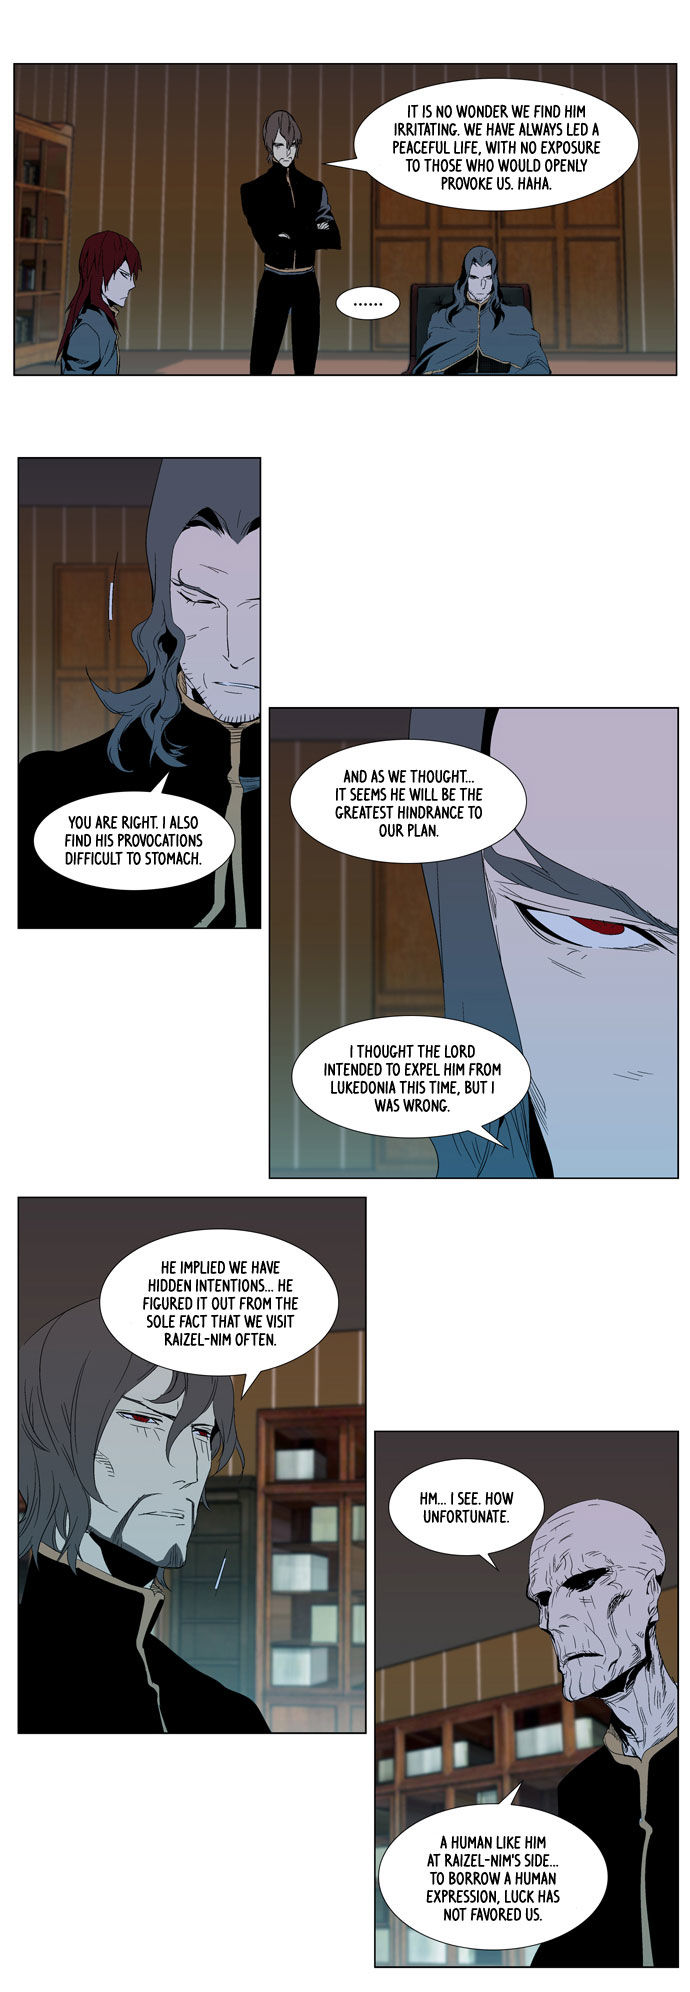 IT IS NO WONDER WE FIND HIM
IRRITATING. WE HAVE ALWAYS LED A
PEACEFUL LIFE, WITH NO EXPOSURE
TO THOSE WHO WOULD OPENLY
PROVOKE US. HAHA.
......
YOU ARE RIGHT. I ALSO
FIND HIS PROVOCATIONS
DIFFICULT TO STOMACH.
AND AS WE THOUGHT...
IT SEEMS HE WILL BE THE
GREATEST HINDRANCE TO
OUR PLAN.
I THOUGHT THE LORD
INTENDED TO EXPEL HIM FROM
LUKEDONIA THIS TIME, BUT I
WAS WRONG.
HE IMPLIED WE HAVE
HIDDEN INTENTIONS... HE
FIGURED IT OUT FROM THE
SOLE FACT THAT WE VISIT
RAIZEL-NIM OFTEN.
HM... I SEE. HOW
UNFORTUNATE.
A HUMAN LIKE HIM
AT RAIZEL-NIM'S SIDE...
TO BORROW A HUMAN
EXPRESSION, LUCK HAS
NOT FAVORED US.